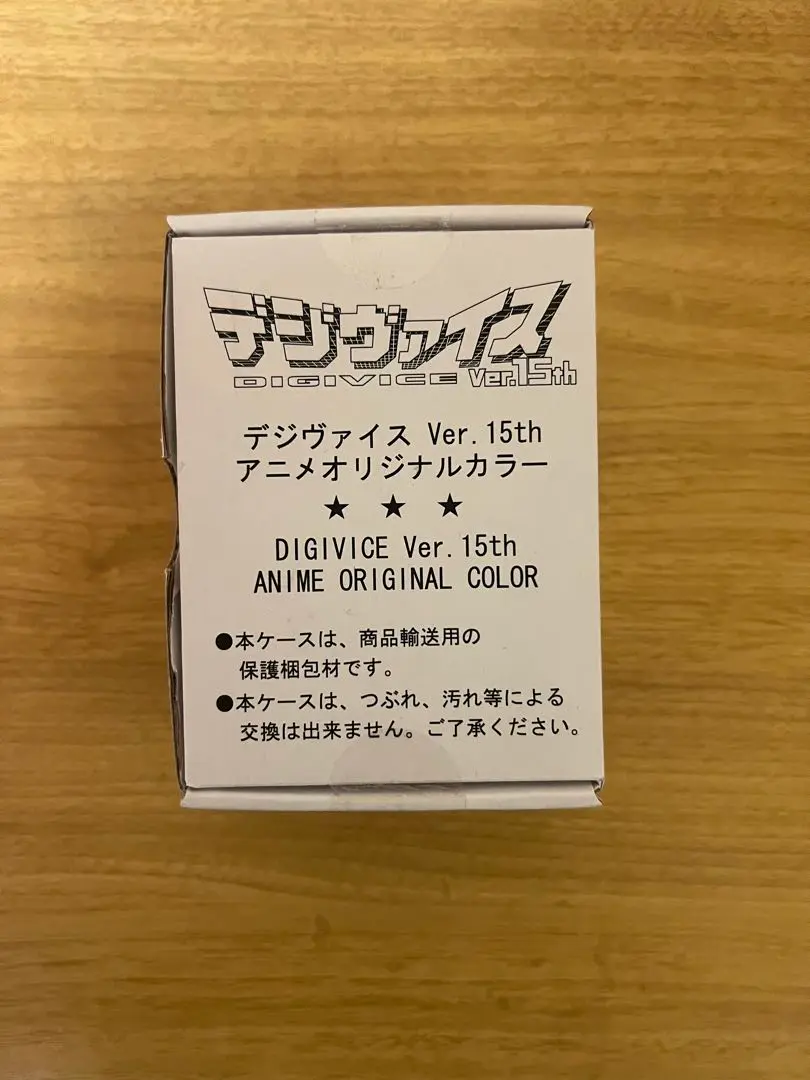 デジヴァイス
DIGIVICE Ver.15th
デジヴァイス Ver.15th
アニメオリジナルカラー
★ ★ ★
DIGIVICE Ver.15th
ANIME ORIGINAL COLOR
●本ケースは、商品輸送用の
保護梱包材です。
●本ケースは、つぶれ、汚れ等による
交換は出来ません。ご了承ください。